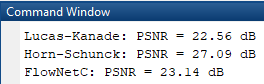 Command Window
Lucas-Kanade: PSNR = 22.56 dB
Horn-Schunck: PSNR = 27.09 dB
FlowNetC: PSNR = 23.14 dB